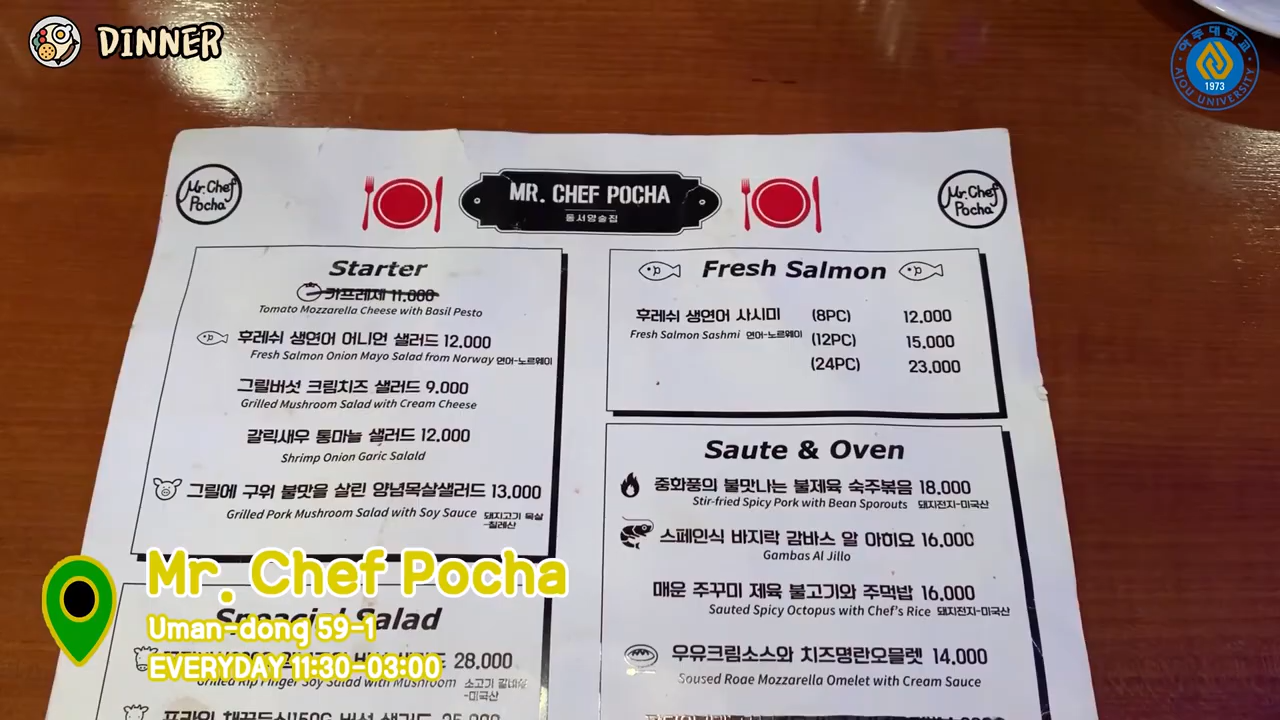 DINNER
아주대학교
AJOU UNIVERSITY
1973
Mr. Chef
Pocha
MR. CHEF POCHA
동서양술집
Mr. Chef
Pocha
Starter
카프레제 11.000
Tomato Mozzarella Cheese with Basil Pesto
후레쉬 생연어 어니언 샐러드 12.000
Fresh Salmon Onion Mayo Salad from Norway 연어-노르웨이
그릴버섯 크림치즈 샐러드 9.000
Grilled Mushroom Salad with Cream Cheese
갈릭새우 통마늘 샐러드 12.000
Shrimp Onion Garic Salald
그릴에 구워 불맛을 살린 양념목살샐러드 13.000
Grilled Pork Mushroom Salad with Soy Sauce 돼지고기 목살
-칠레산
Salad
28,000
Grilled Rip Finger Soy Salad with Mushroom 소고기
-미국산
Fresh Salmon
후레쉬 생연어 사시미 (8PC) 12.000
Fresh Salmon Sashmi 연어-노르웨이 (12PC) 15.000
(24PC) 23.000
Saute & Oven
중화풍의 불맛나는 불제육 숙주볶음 18.000
Stir-fried Spicy Pork with Bean Sporouts 돼지전지-미국산
스페인식 바지락 감바스 알 아히요 16.000
Gambas Al Jillo
매운 주꾸미 제육 불고기와 주먹밥 16.000
Sauted Spicy Octopus with Chef's Rice 돼지전지-미국산
우유크림소스와 치즈명란오믈렛 14.000
Soused Roae Mozzarella Omelet with Cream Sauce
Mr. Chef Pocha
Uman-dong 59-1
EVERYDAY 11:30-03:00